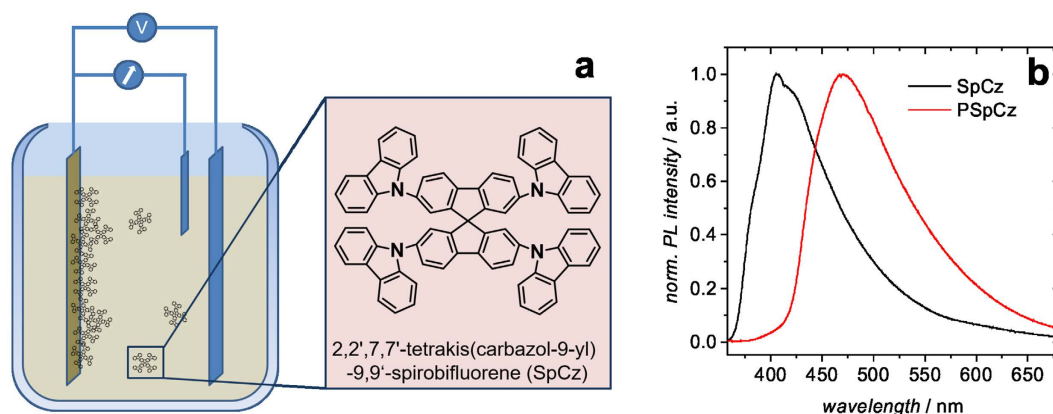 V
a
N
N
N
N
2,2',7,7'-tetrakis(carbazol-9-yl)
-9,9‘-spirobifluorene (SpCz)
b
SpCz
PSpCz
norm. PL intensity / a.u.
1.0
0.8
0.6
0.4
0.2
0.0
400 450 500 550 600 650
wavelength / nm